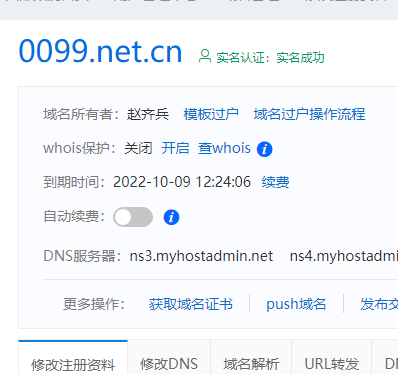 0099.net.cn 实名认证：实名成功
域名所有者：赵齐兵 模板过户 域名过户操作流程
whois保护：关闭 开启 查whois
到期时间：2022-10-09 12:24:06 续费
自动续费：
DNS服务器：ns3.myhostadmin.net ns4.myhostadmi
更多操作： 获取域名证书 push域名 发布交
修改注册资料 修改DNS 域名解析 URL转发 DN